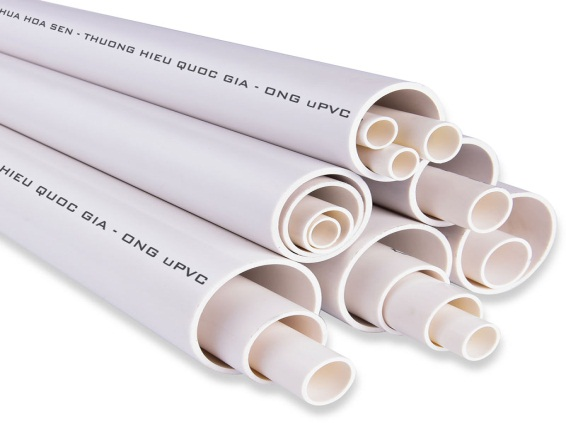 HUA HOA SEN - THUONG HIEU QUOC GIA - ONG uPVC
HIEU QUOC GIA - ONG uPVC